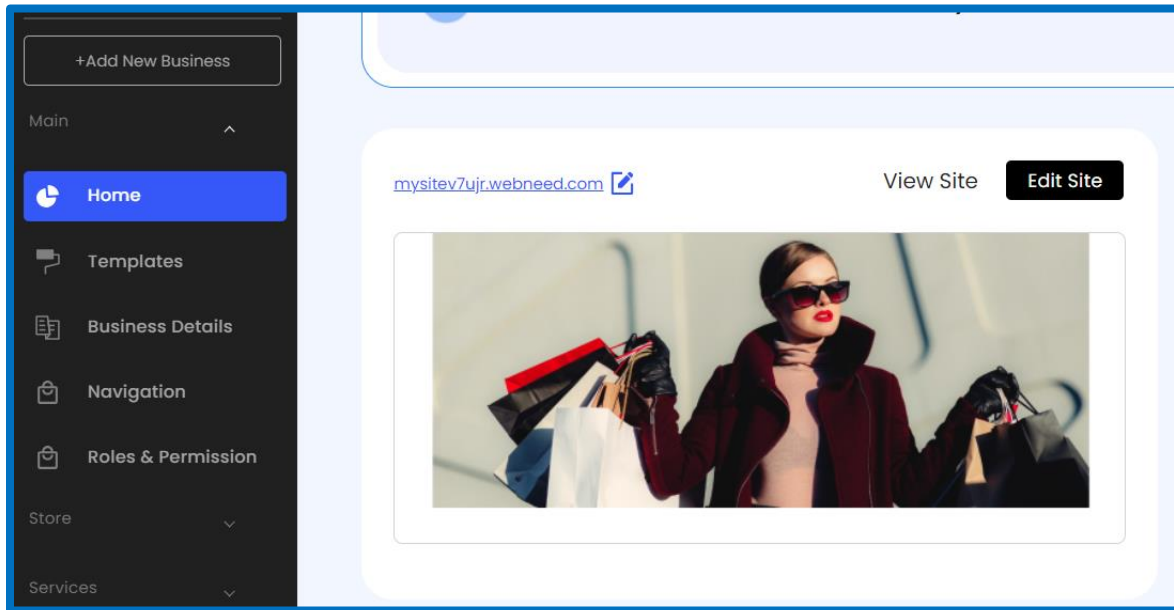 +Add New Business
Main
Home
Templates
Business Details
Navigation
Roles & Permission
Store
Services
mysitev7ujr.webneed.com
View Site
Edit Site